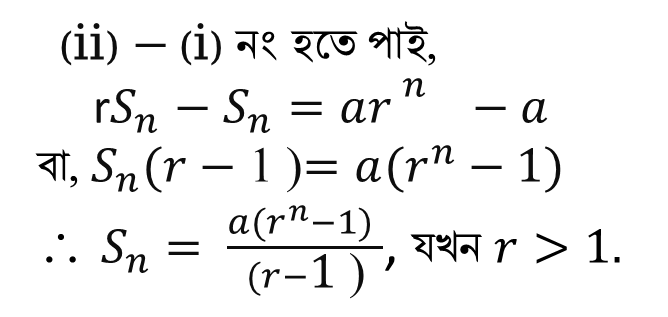 (ii) − (i) নং হতে পাই,
rSₙ − Sₙ = arⁿ − a
বা, Sₙ(r − 1 )= a(rⁿ − 1)
∴ Sₙ = a(rⁿ−1)/(r−1 ), যখন r > 1.